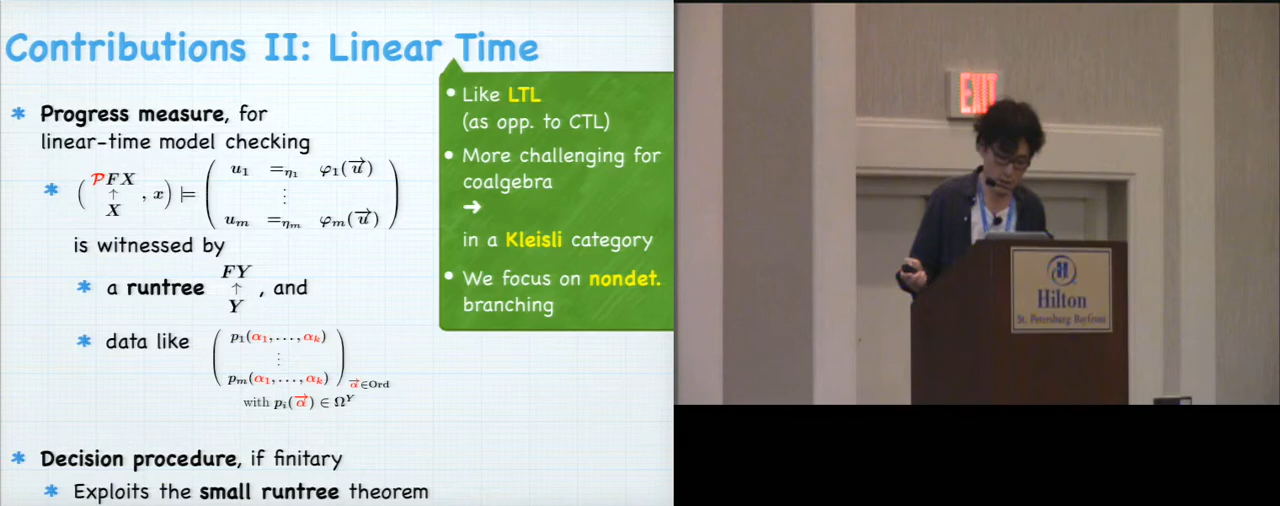 Contributions II: Linear Time
* Progress measure, for
linear-time model checking
* ( 𝒫FX ↑ X , x ) ⊨ ( u₁ =η₁ φ₁(u⃗) ⋮ uₘ =ηₘ φₘ(u⃗) )
is witnessed by
* a runtree FY ↑ Y , and
* data like ( p₁(α₁, . . . , αₖ) ⋮ pₘ(α₁, . . . , αₖ) ) α⃗∈Ord
with pᵢ(α⃗) ∈ Ω^Y
* Decision procedure, if finitary
* Exploits the small runtree theorem
• Like LTL
(as opp. to CTL)
• More challenging for
coalgebra
➔
in a Kleisli category
• We focus on nondet.
branching
EXIT
Hilton
St. Petersburg Bayfront